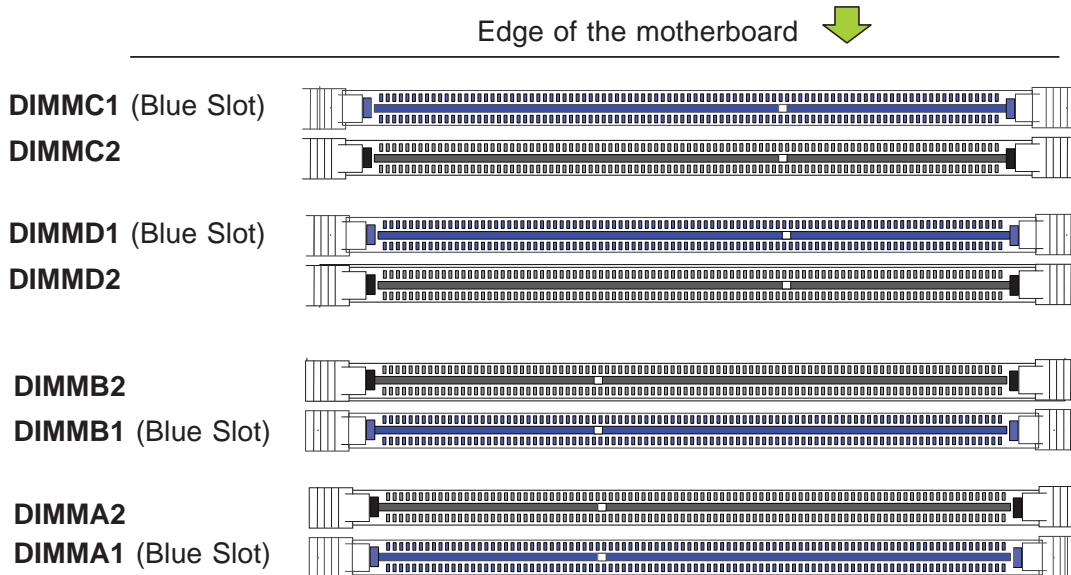 Edge of the motherboard
DIMMC1 (Blue Slot)
DIMMC2
DIMMD1 (Blue Slot)
DIMMD2
DIMMB2
DIMMB1 (Blue Slot)
DIMMA2
DIMMA1 (Blue Slot)